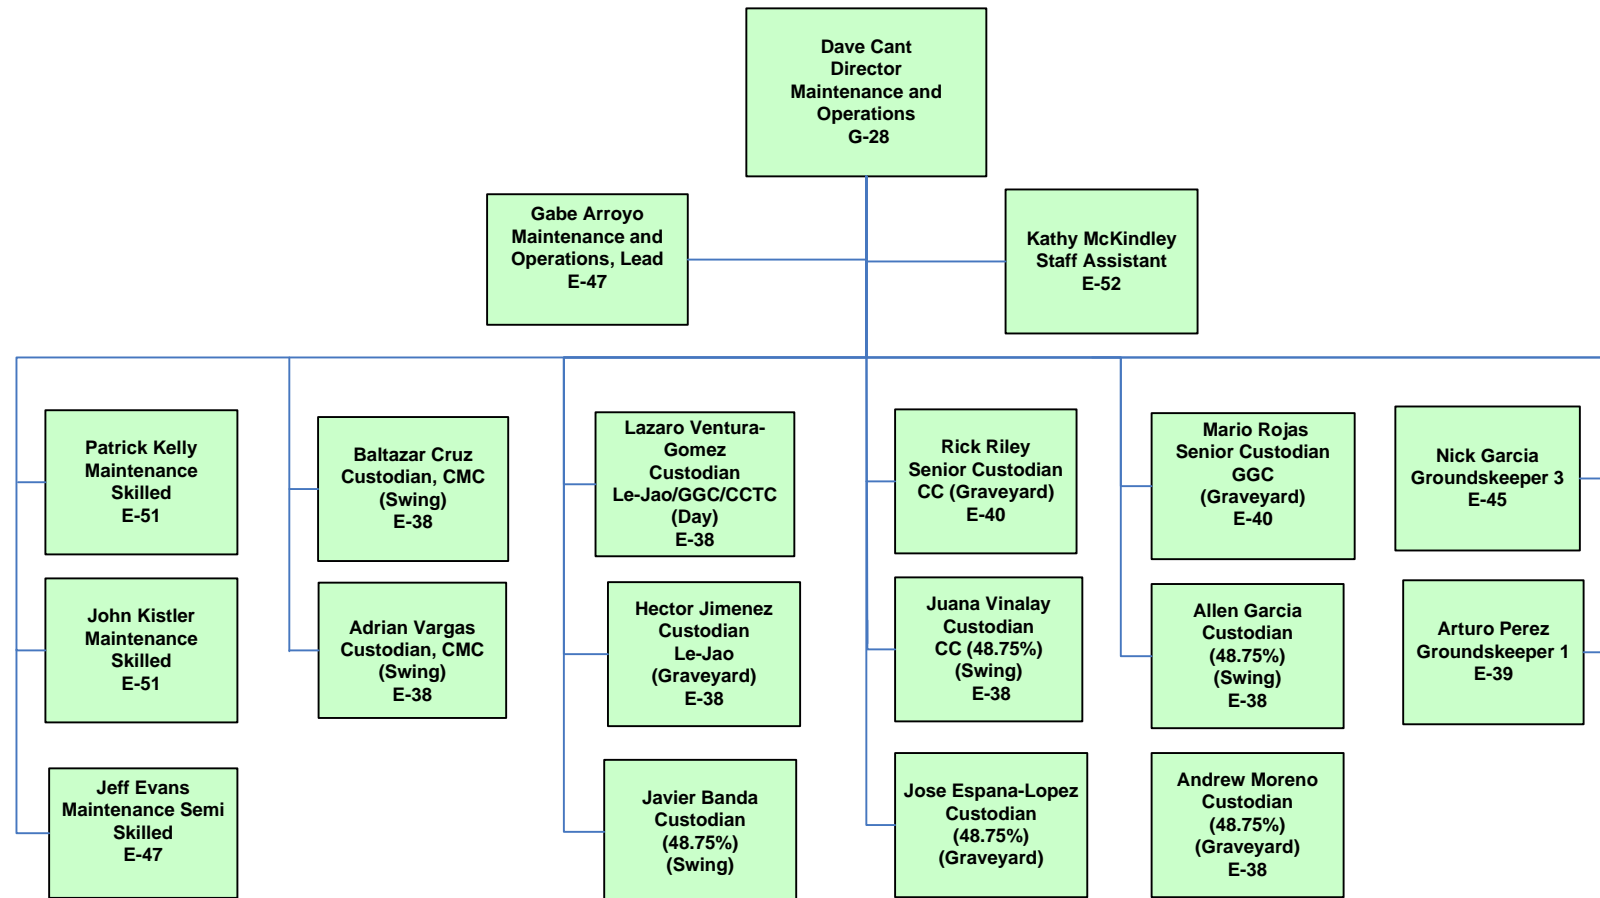 Dave Cant
Director
Maintenance and
Operations
G-28
Gabe Arroyo
Maintenance and
Operations, Lead
E-47
Kathy McKindley
Staff Assistant
E-52
Patrick Kelly
Maintenance
Skilled
E-51
Baltazar Cruz
Custodian, CMC
(Swing)
E-38
Lazaro Ventura-
Gomez
Custodian
Le-Jao/GGC/CCTC
(Day)
E-38
Rick Riley
Senior Custodian
CC (Graveyard)
E-40
Mario Rojas
Senior Custodian
GGC
(Graveyard)
E-40
Nick Garcia
Groundskeeper 3
E-45
John Kistler
Maintenance
Skilled
E-51
Adrian Vargas
Custodian, CMC
(Swing)
E-38
Hector Jimenez
Custodian
Le-Jao
(Graveyard)
E-38
Juana Vinalay
Custodian
CC (48.75%)
(Swing)
E-38
Allen Garcia
Custodian
(48.75%)
(Swing)
E-38
Arturo Perez
Groundskeeper 1
E-39
Jeff Evans
Maintenance Semi
Skilled
E-47
Javier Banda
Custodian
(48.75%)
(Swing)
Jose Espana-Lopez
Custodian
(48.75%)
(Graveyard)
Andrew Moreno
Custodian
(48.75%)
(Graveyard)
E-38